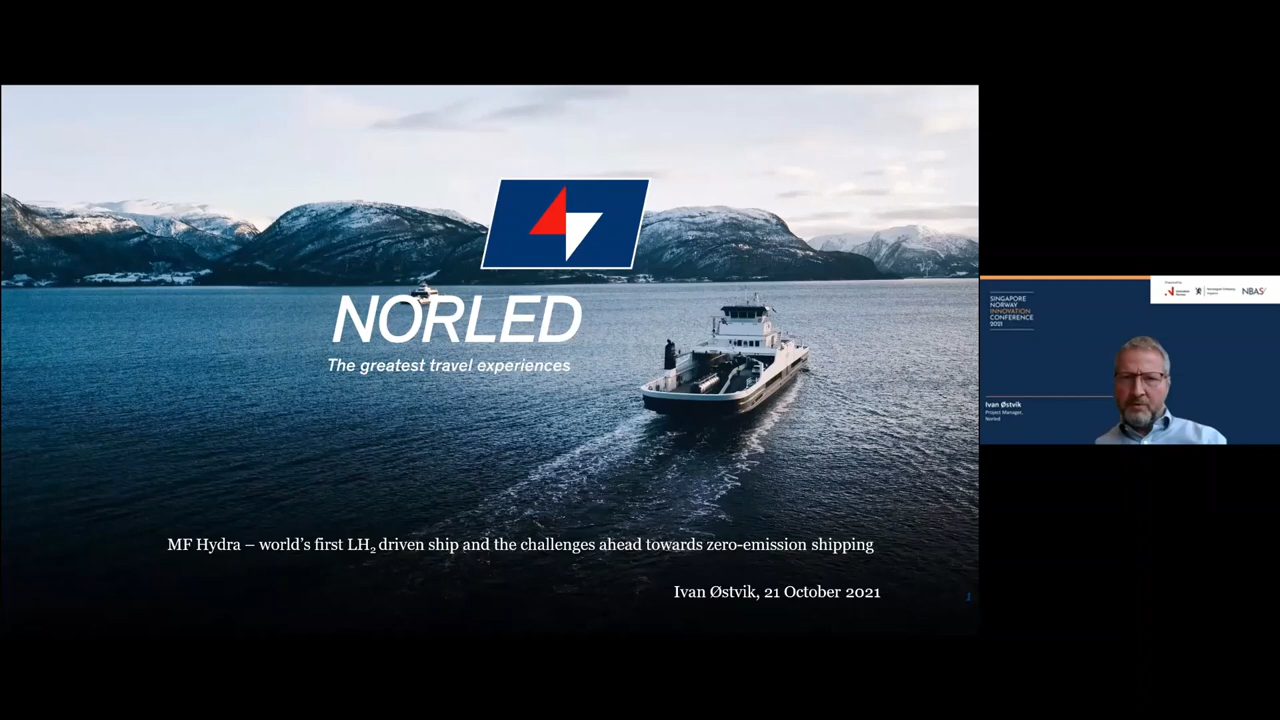 NORLED
The greatest travel experiences
MF Hydra – world's first LH₂ driven ship and the challenges ahead towards zero-emission shipping
Ivan Østvik, 21 October 2021
1
SINGAPORE
NORWAY
INNOVATION
CONFERENCE
2021
NBAS
Ivan Østvik
Project Manager,
Norled